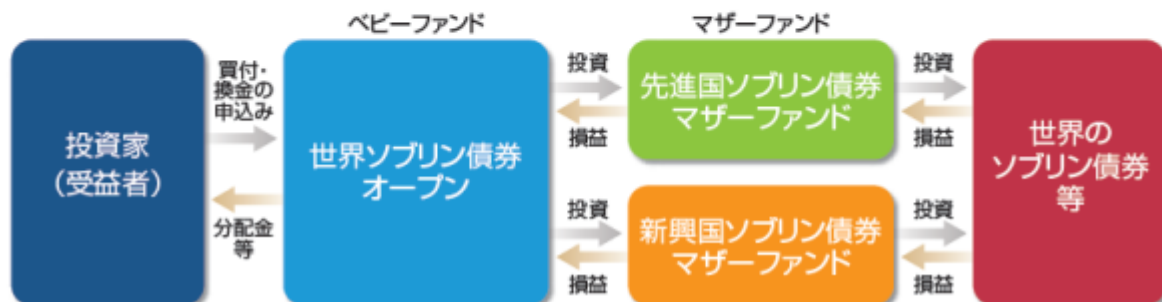 ベビーファンド
マザーファンド
投資家
（受益者）
買付・
換金の
申込み
分配金
等
世界ソブリン債券
オープン
投資
損益
投資
損益
先進国ソブリン債券
マザーファンド
新興国ソブリン債券
マザーファンド
投資
損益
投資
損益
世界の
ソブリン債券
等